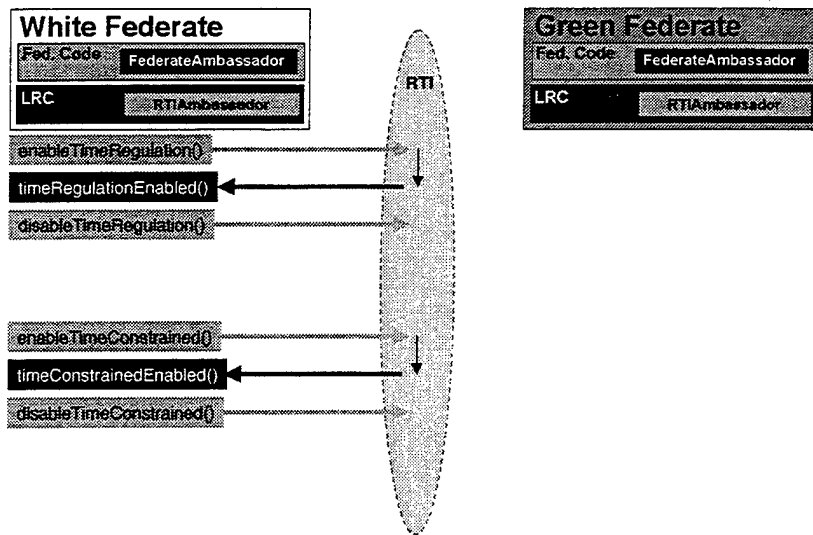 White Federate
Fed. Code
FederateAmbassador
LRC
RTIAmbassador
RTI
Green Federate
Fed. Code
FederateAmbassador
LRC
RTIAmbassador
enableTimeRegulation()
timeRegulationEnabled()
disableTimeRegulation()
enableTimeConstrained()
timeConstrainedEnabled()
disableTimeConstrained()